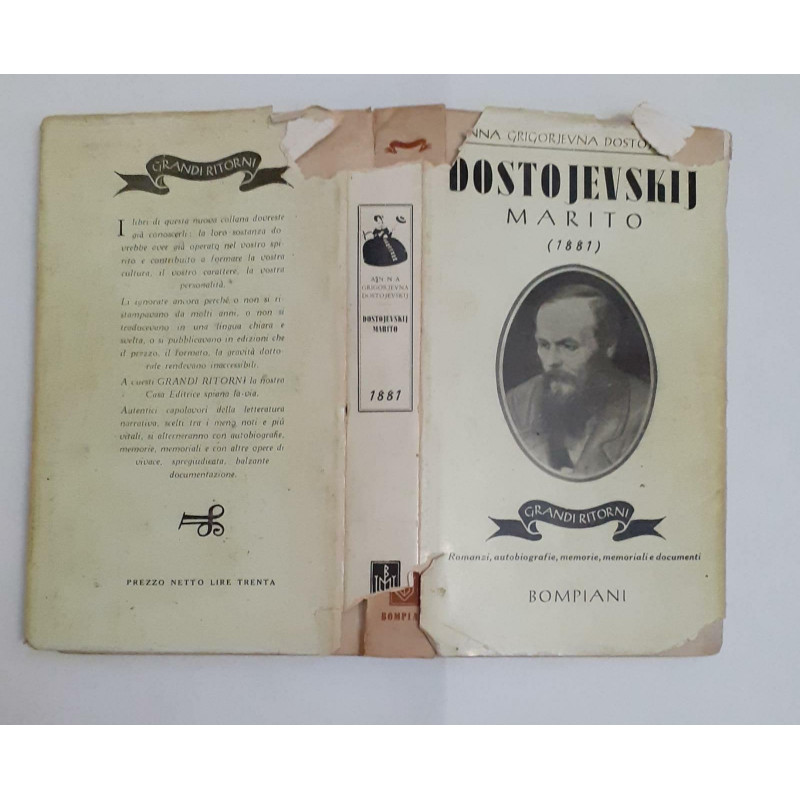 GRANDI RITORNI
I libri di questa nuova collana dovreste
già conoscerli; la loro sostanza do-
vrebbe aver già operato nel vostro spi-
rito e contribuito a formare la vostra
cultura, il vostro carattere, la vostra
personalità.
Li ignorate ancora perchè o non si ri-
stampavano da molti anni, o non si
traducevano in una lingua chiara e
svelta, o si pubblicavano in edizioni che
il prezzo, il formato, la gravità dotto-
rale rendevano inaccessibili.
A questi GRANDI RITORNI la nostra
Casa Editrice spiana la via.
Autentici capolavori della letteratura
narrativa, scelti tra i meno noti e più
vitali, si alterneranno con autobiografie,
memorie, memoriali e con altre opere di
vivace, spregiudicata, balzante
documentazione.
PREZZO NETTO LIRE TRENTA
ANNA
GRIGORJEVNA
DOSTOJEVSKIJ
DOSTOJEVSKIJ
MARITO
1881
BOMPIA
NNA GRIGORJEVNA DOSTO
DOSTOJEVSKIJ
MARITO
(1881)
GRANDI RITORNI
Romanzi, autobiografie, memorie, memoriali e documenti
BOMPIANI